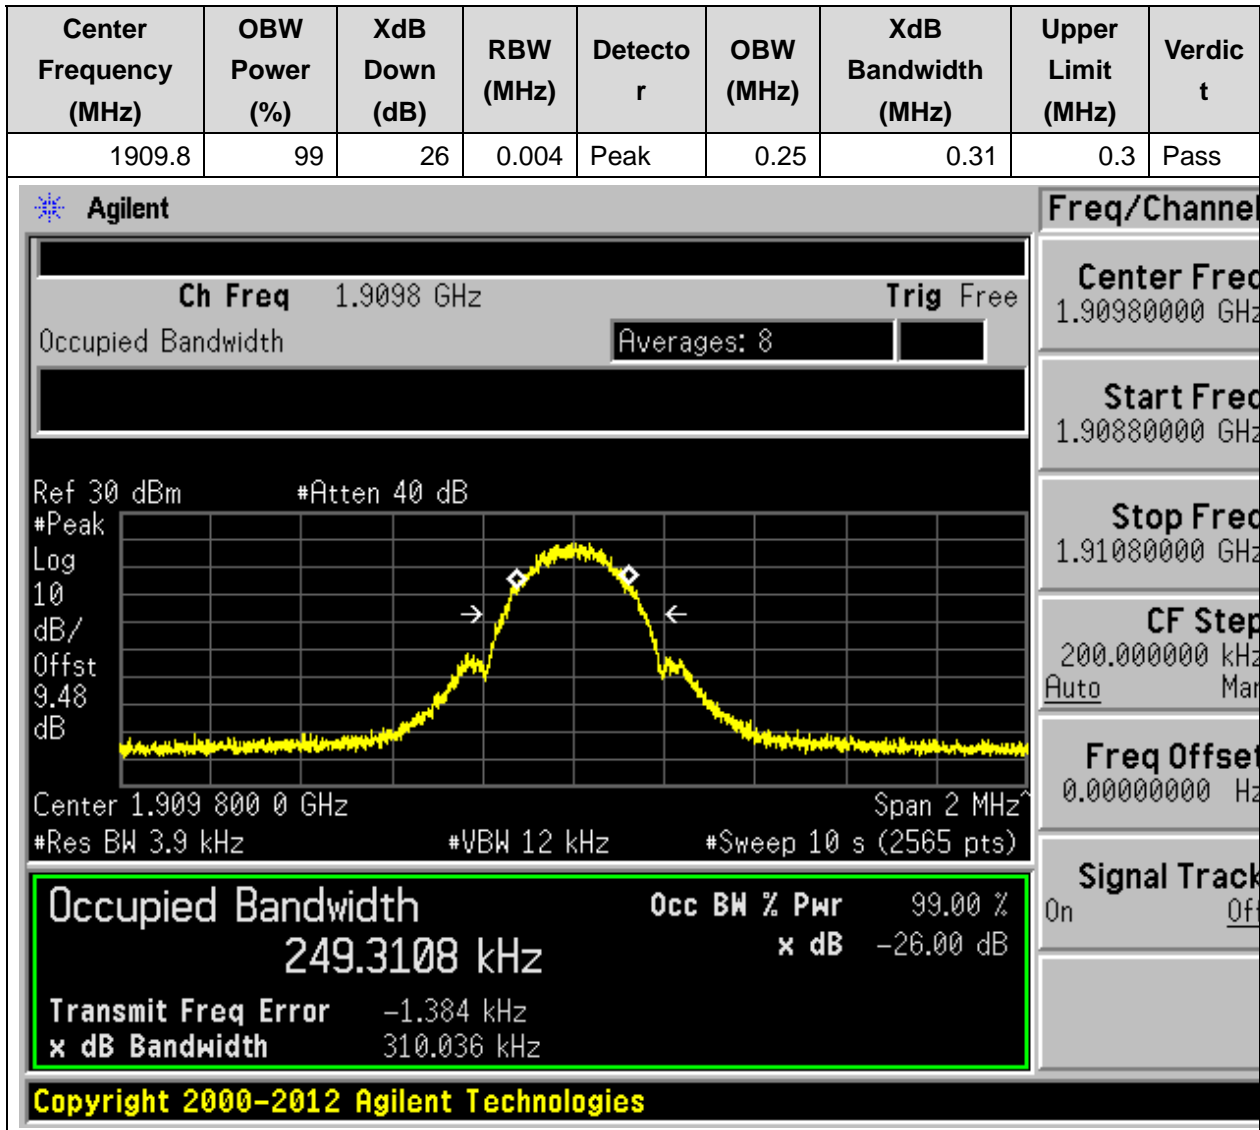 Center Frequency (MHz) OBW Power (%) XdB Down (dB) RBW (MHz) Detector OBW (MHz) XdB Bandwidth (MHz) Upper Limit (MHz) Verdict
1909.8 99 26 0.004 Peak 0.25 0.31 0.3 Pass
Agilent
Freq/Channel
Ch Freq 1.9098 GHz Trig Free
Occupied Bandwidth Averages: 8
Ref 30 dBm #Atten 40 dB
#Peak
Log
10
dB/
Offst
9.48
dB
Center 1.909 800 0 GHz Span 2 MHz^
#Res BW 3.9 kHz #VBW 12 kHz #Sweep 10 s (2565 pts)
Occupied Bandwidth Occ BW % Pwr 99.00 %
249.3108 kHz x dB -26.00 dB
Transmit Freq Error -1.384 kHz
x dB Bandwidth 310.036 kHz
Center Freq
1.90980000 GHz
Start Freq
1.90880000 GHz
Stop Freq
1.91080000 GHz
CF Step
200.000000 kHz
Auto Man
Freq Offset
0.00000000 Hz
Signal Track
On Off
Copyright 2000-2012 Agilent Technologies